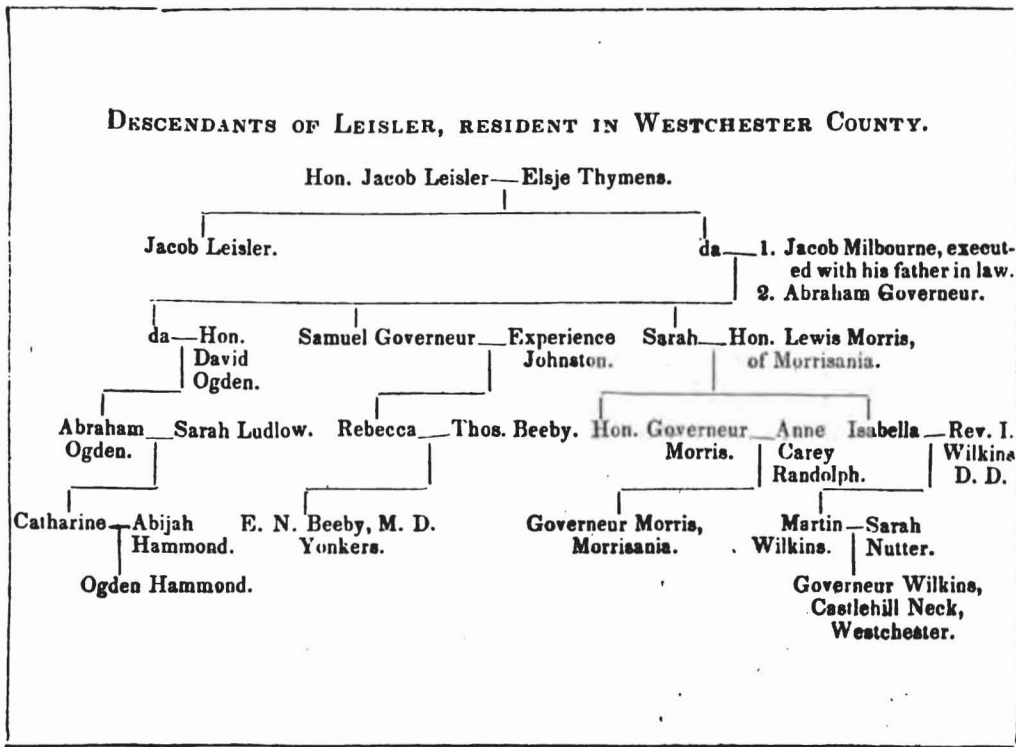 DESCENDANTS OF LEISLER, RESIDENT IN WESTCHESTER COUNTY.
Hon. Jacob Leisler—Elsje Thymens.
Jacob Leisler.
da—1. Jacob Milbourne, execut-
ed with his father in law.
2. Abraham Governeur.
da—Hon.
David
Ogden.
Samuel Governeur—Experience
Johnston.
Sarah—Hon. Lewis Morris,
of Morrisania.
Abraham—Sarah Ludlow.
Ogden.
Rebecca—Thos. Beeby.
Hon. Governeur—Anne
Morris. Carey
Randolph.
Isabella—Rev. I.
Wilkins
D. D.
Catharine—Abijah
Hammond.
E. N. Beeby, M. D.
Yonkers.
Governeur Morris,
Morrisania.
Martin—Sarah
Wilkins. Nutter.
Ogden Hammond.
Governeur Wilkins,
Castlehill Neck,
Westchester.